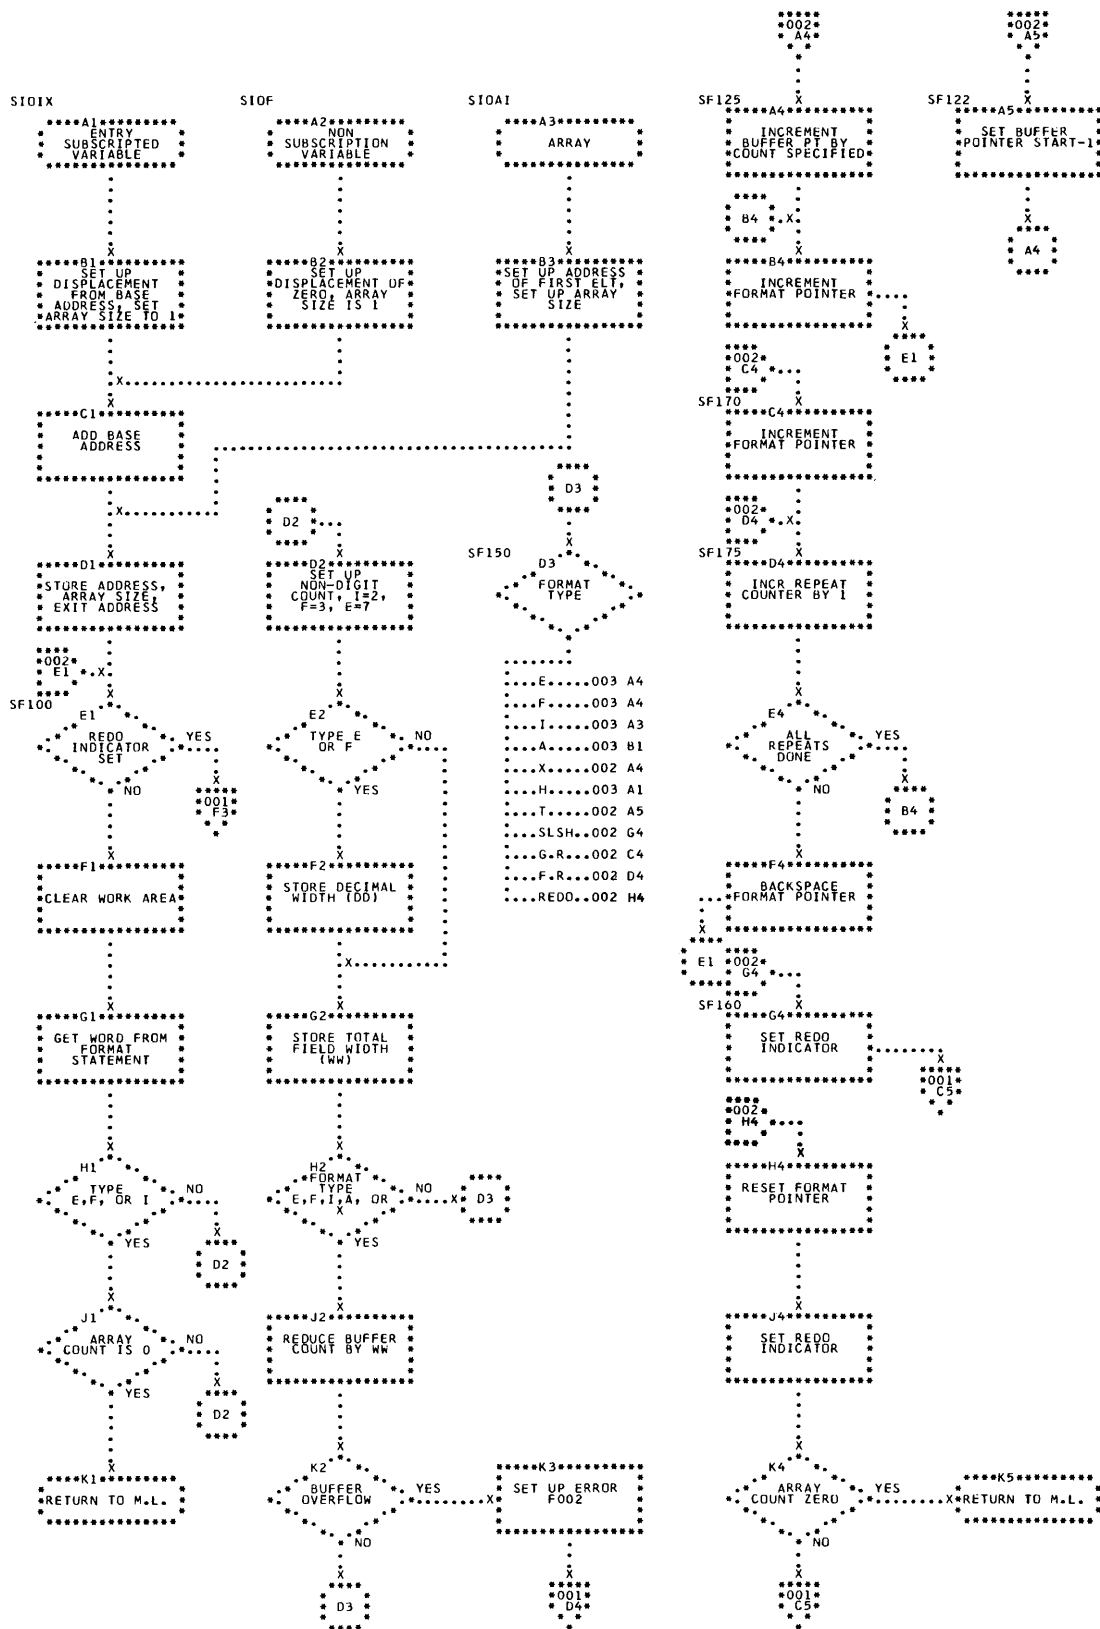 002
A4
002
A5
SIOIX
SIOF
SIOAI
SF125
SF122
A1
ENTRY
SUBSCRIPTED
VARIABLE
A2
NON
SUBSCRIPTION
VARIABLE
A3
ARRAY
A4
INCREMENT
BUFFER PT BY
COUNT SPECIFIED
A5
SET BUFFER
POINTER START-1
B4
A4
B1
SET UP
DISPLACEMENT
FROM BASE
ADDRESS, SET
ARRAY SIZE TO 1
B2
SET UP
DISPLACEMENT OF
ZERO, ARRAY
SIZE IS 1
B3
SET UP ADDRESS
OF FIRST ELT,
SET UP ARRAY
SIZE
B4
INCREMENT
FORMAT POINTER
E1
002
C4
SF170
C1
ADD BASE
ADDRESS
C4
INCREMENT
FORMAT POINTER
D3
D2
002
D4
SF150
SF175
D1
STORE ADDRESS,
ARRAY SIZE,
EXIT ADDRESS
D2
SET UP
NON-DIGIT
COUNT, I=2,
F=3, E=7
D3
FORMAT
TYPE
D4
INCR REPEAT
COUNTER BY 1
002
E1
SF100
E.....003 A4
F.....003 A4
I.....003 A3
A.....003 B1
X.....002 A4
H.....003 A1
T.....002 A5
SLSH..002 G4
G.R...002 C4
F.R...002 D4
REDO..002 H4
E1
REDO
INDICATOR
SET
YES
NO
001
F3
E2
TYPE E
OR F
NO
YES
E4
ALL
REPEATS
DONE
YES
NO
B4
F1
CLEAR WORK AREA
F2
STORE DECIMAL
WIDTH (DD)
F4
BACKSPACE
FORMAT POINTER
E1
002
G4
SF160
G1
GET WORD FROM
FORMAT
STATEMENT
G2
STORE TOTAL
FIELD WIDTH
(WW)
G4
SET REDO
INDICATOR
001
C5
002
H4
H1
TYPE
E,F, OR I
NO
YES
D2
H2
FORMAT
TYPE
E,F,I,A, OR
X
NO
YES
D3
H4
RESET FORMAT
POINTER
J1
ARRAY
COUNT IS 0
NO
YES
D2
J2
REDUCE BUFFER
COUNT BY WW
J4
SET REDO
INDICATOR
K1
RETURN TO M.L.
K2
BUFFER
OVERFLOW
YES
NO
K3
SET UP ERROR
F002
K4
ARRAY
COUNT ZERO
YES
NO
K5
RETURN TO M.L.
D3
001
D4
001
C5